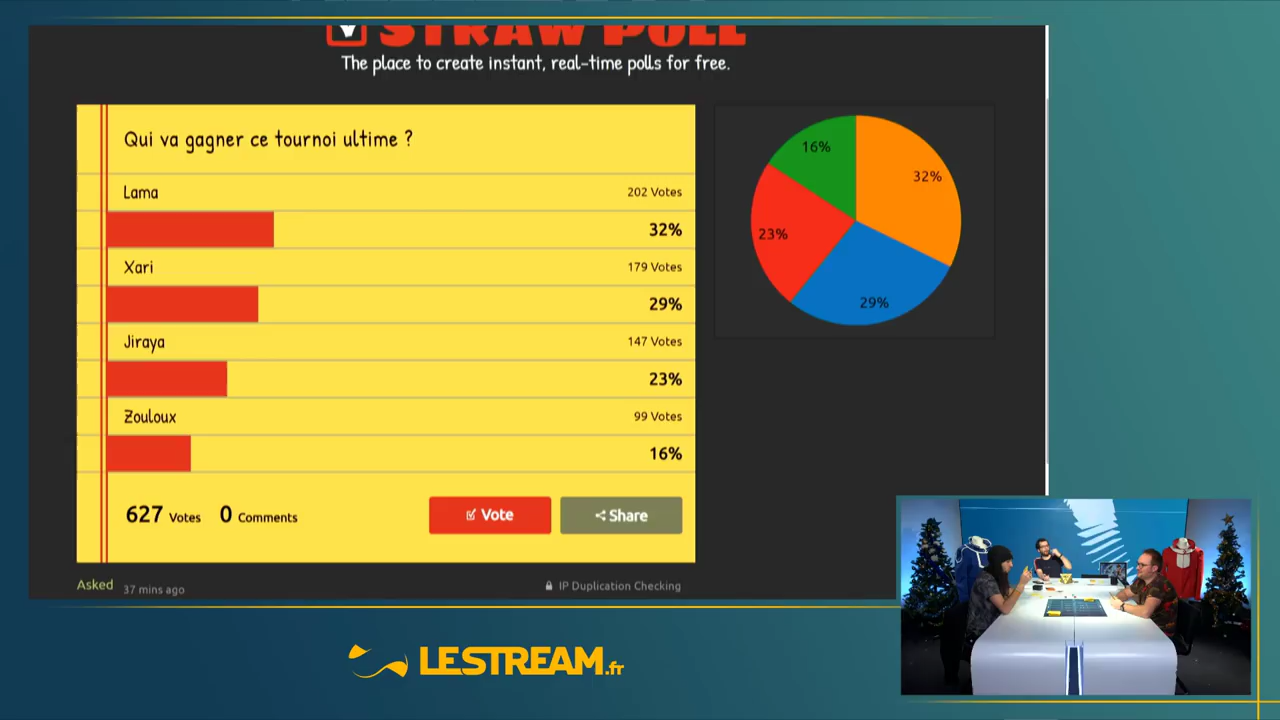 STRAW POLL
The place to create instant, real-time polls for free.
Qui va gagner ce tournoi ultime ?
Lama
202 Votes
32%
Xari
179 Votes
29%
Jiraya
147 Votes
23%
Zouloux
99 Votes
16%
627 Votes 0 Comments
Vote
Share
Asked 37 mins ago
IP Duplication Checking
16%
32%
23%
29%
LESTREAM.fr